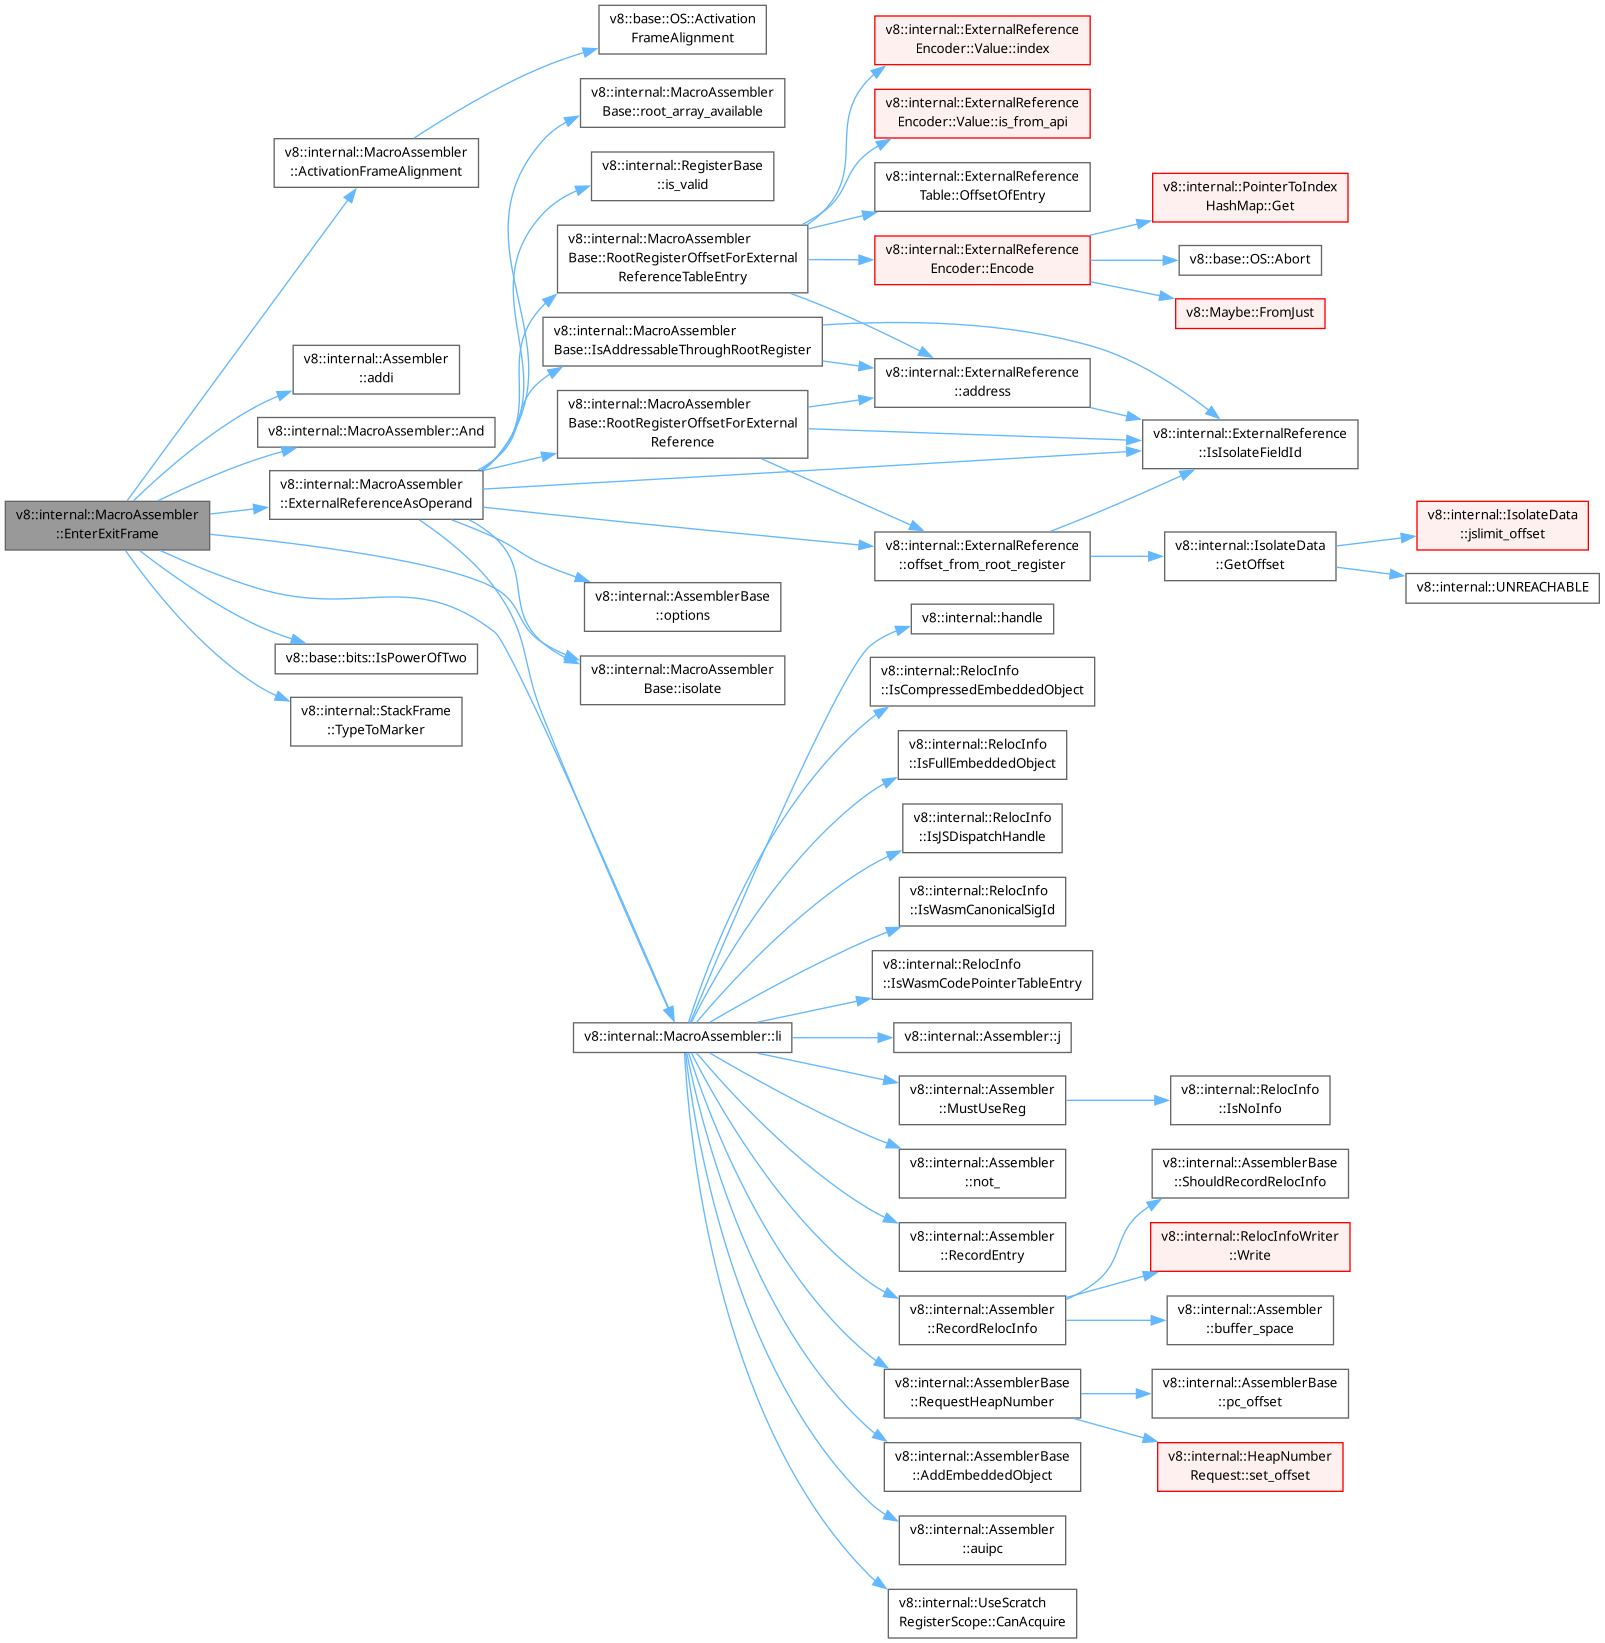 v8::internal::MacroAssembler
::EnterExitFrame
v8::internal::MacroAssembler
::ActivationFrameAlignment
v8::base::OS::Activation
FrameAlignment
v8::internal::Assembler
::addi
v8::internal::MacroAssembler::And
v8::internal::MacroAssembler
::ExternalReferenceAsOperand
v8::internal::MacroAssembler
Base::root_array_available
v8::internal::RegisterBase
::is_valid
v8::internal::MacroAssembler
Base::RootRegisterOffsetForExternal
ReferenceTableEntry
v8::internal::ExternalReference
Encoder::Value::index
v8::internal::ExternalReference
Encoder::Value::is_from_api
v8::internal::ExternalReference
Table::OffsetOfEntry
v8::internal::ExternalReference
Encoder::Encode
v8::internal::PointerToIndex
HashMap::Get
v8::base::OS::Abort
v8::Maybe::FromJust
v8::internal::MacroAssembler
Base::IsAddressableThroughRootRegister
v8::internal::ExternalReference
::address
v8::internal::MacroAssembler
Base::RootRegisterOffsetForExternal
Reference
v8::internal::ExternalReference
::IsIsolateFieldId
v8::internal::ExternalReference
::offset_from_root_register
v8::internal::IsolateData
::GetOffset
v8::internal::IsolateData
::jslimit_offset
v8::internal::UNREACHABLE
v8::internal::AssemblerBase
::options
v8::internal::MacroAssembler
Base::isolate
v8::base::bits::IsPowerOfTwo
v8::internal::StackFrame
::TypeToMarker
v8::internal::MacroAssembler::li
v8::internal::handle
v8::internal::RelocInfo
::IsCompressedEmbeddedObject
v8::internal::RelocInfo
::IsFullEmbeddedObject
v8::internal::RelocInfo
::IsJSDispatchHandle
v8::internal::RelocInfo
::IsWasmCanonicalSigId
v8::internal::RelocInfo
::IsWasmCodePointerTableEntry
v8::internal::Assembler::j
v8::internal::Assembler
::MustUseReg
v8::internal::RelocInfo
::IsNoInfo
v8::internal::Assembler
::not_
v8::internal::Assembler
::RecordEntry
v8::internal::Assembler
::RecordRelocInfo
v8::internal::AssemblerBase
::ShouldRecordRelocInfo
v8::internal::RelocInfoWriter
::Write
v8::internal::Assembler
::buffer_space
v8::internal::AssemblerBase
::RequestHeapNumber
v8::internal::AssemblerBase
::pc_offset
v8::internal::HeapNumber
Request::set_offset
v8::internal::AssemblerBase
::AddEmbeddedObject
v8::internal::Assembler
::auipc
v8::internal::UseScratch
RegisterScope::CanAcquire